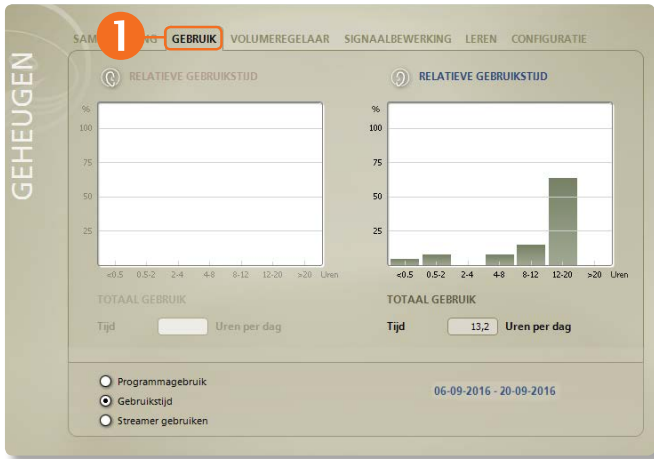 GEHEUGEN
1
GEBRUIK VOLUMEREGELAAR SIGNAALBEWERKING LEREN CONFIGURATIE
RELATIEVE GEBRUIKSTIJD
%
100
75
50
25
<0.5 0.5-2 2-4 4-8 8-12 12-20 >20 Uren
TOTAAL GEBRUIK
Tijd Uren per dag
RELATIEVE GEBRUIKSTIJD
%
100
75
50
25
<0.5 0.5-2 2-4 4-8 8-12 12-20 >20 Uren
TOTAAL GEBRUIK
Tijd 13,2 Uren per dag
Programmagebruik
Gebruikstijd
Streamer gebruiken
06-09-2016 - 20-09-2016